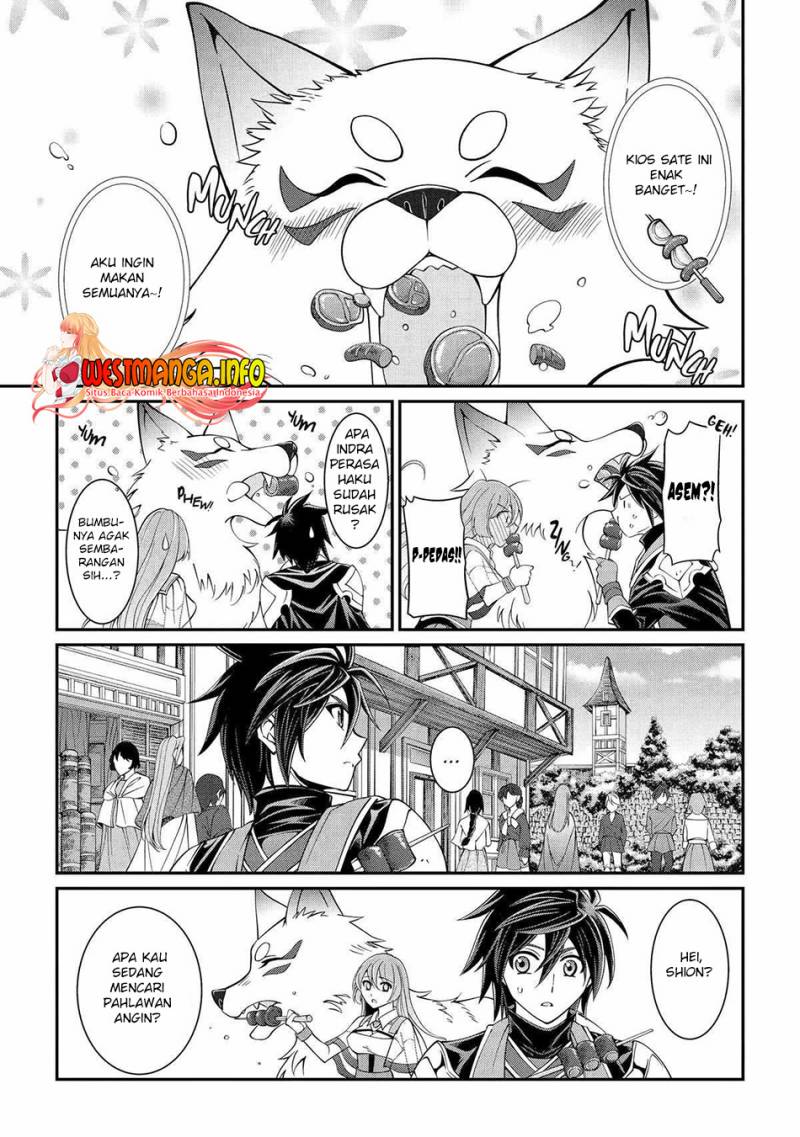 KIOS SATE INI
ENAK
BANGET~!
MUNCH
AKU INGIN
MAKAN
SEMUANYA~!
MUNCH
WESTMANGA.INFO
Situs Baca Komik Berbahasa Indonesia
GEH!
ASEM?!
P-PEPAS!!
ZING~!
YUM
YUM
PHEW!
APA
INDRA
PERASA
HAKU
SUDAH
RUSAK?
BUMBU-
NYA AGAK
SEMBA-
RANGAN
SIH...?
...
HEI,
SHION?
APA KAU
SEDANG
MENCARI
PAHLAWAN
ANGIN?